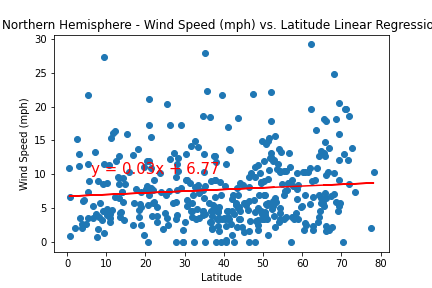 Northern Hemisphere - Wind Speed (mph) vs. Latitude Linear Regressio
30
25
20
15
10
5
0
Wind Speed (mph)
y = 0.03x + 6.77
0 10 20 30 40 50 60 70 80
Latitude